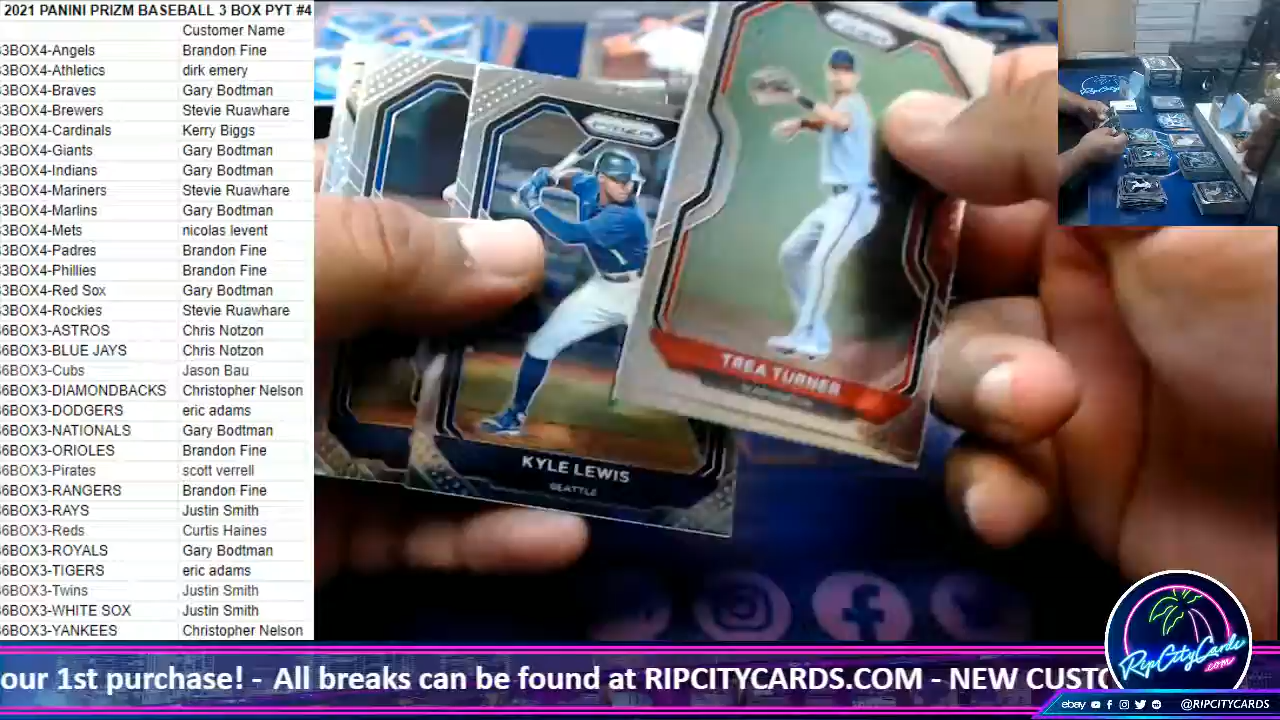 2021 PANINI PRIZM BASEBALL 3 BOX PYT #4
Customer Name
3BOX4-Angels Brandon Fine
3BOX4-Athletics dirk emery
3BOX4-Braves Gary Bodtman
3BOX4-Brewers Stevie Ruawhare
3BOX4-Cardinals Kerry Biggs
3BOX4-Giants Gary Bodtman
3BOX4-Indians Gary Bodtman
3BOX4-Mariners Stevie Ruawhare
3BOX4-Marlins Gary Bodtman
3BOX4-Mets nicolas levent
3BOX4-Padres Brandon Fine
3BOX4-Phillies Brandon Fine
3BOX4-Red Sox Gary Bodtman
3BOX4-Rockies Stevie Ruawhare
6BOX3-ASTROS Chris Notzon
6BOX3-BLUE JAYS Chris Notzon
6BOX3-Cubs Jason Bau
6BOX3-DIAMONDBACKS Christopher Nelson
6BOX3-DODGERS eric adams
6BOX3-NATIONALS Gary Bodtman
6BOX3-ORIOLES Brandon Fine
6BOX3-Pirates scott verrell
6BOX3-RANGERS Brandon Fine
6BOX3-RAYS Justin Smith
6BOX3-Reds Curtis Haines
6BOX3-ROYALS Gary Bodtman
6BOX3-TIGERS eric adams
6BOX3-Twins Justin Smith
6BOX3-WHITE SOX Justin Smith
6BOX3-YANKEES Christopher Nelson
PRIZM
KYLE LEWIS
SEATTLE
TREA TURNER
RipCityCards
.com
our 1st purchase! - All breaks can be found at RIPCITYCARDS.COM - NEW CUSTO
ebay @RIPCITYCARDS